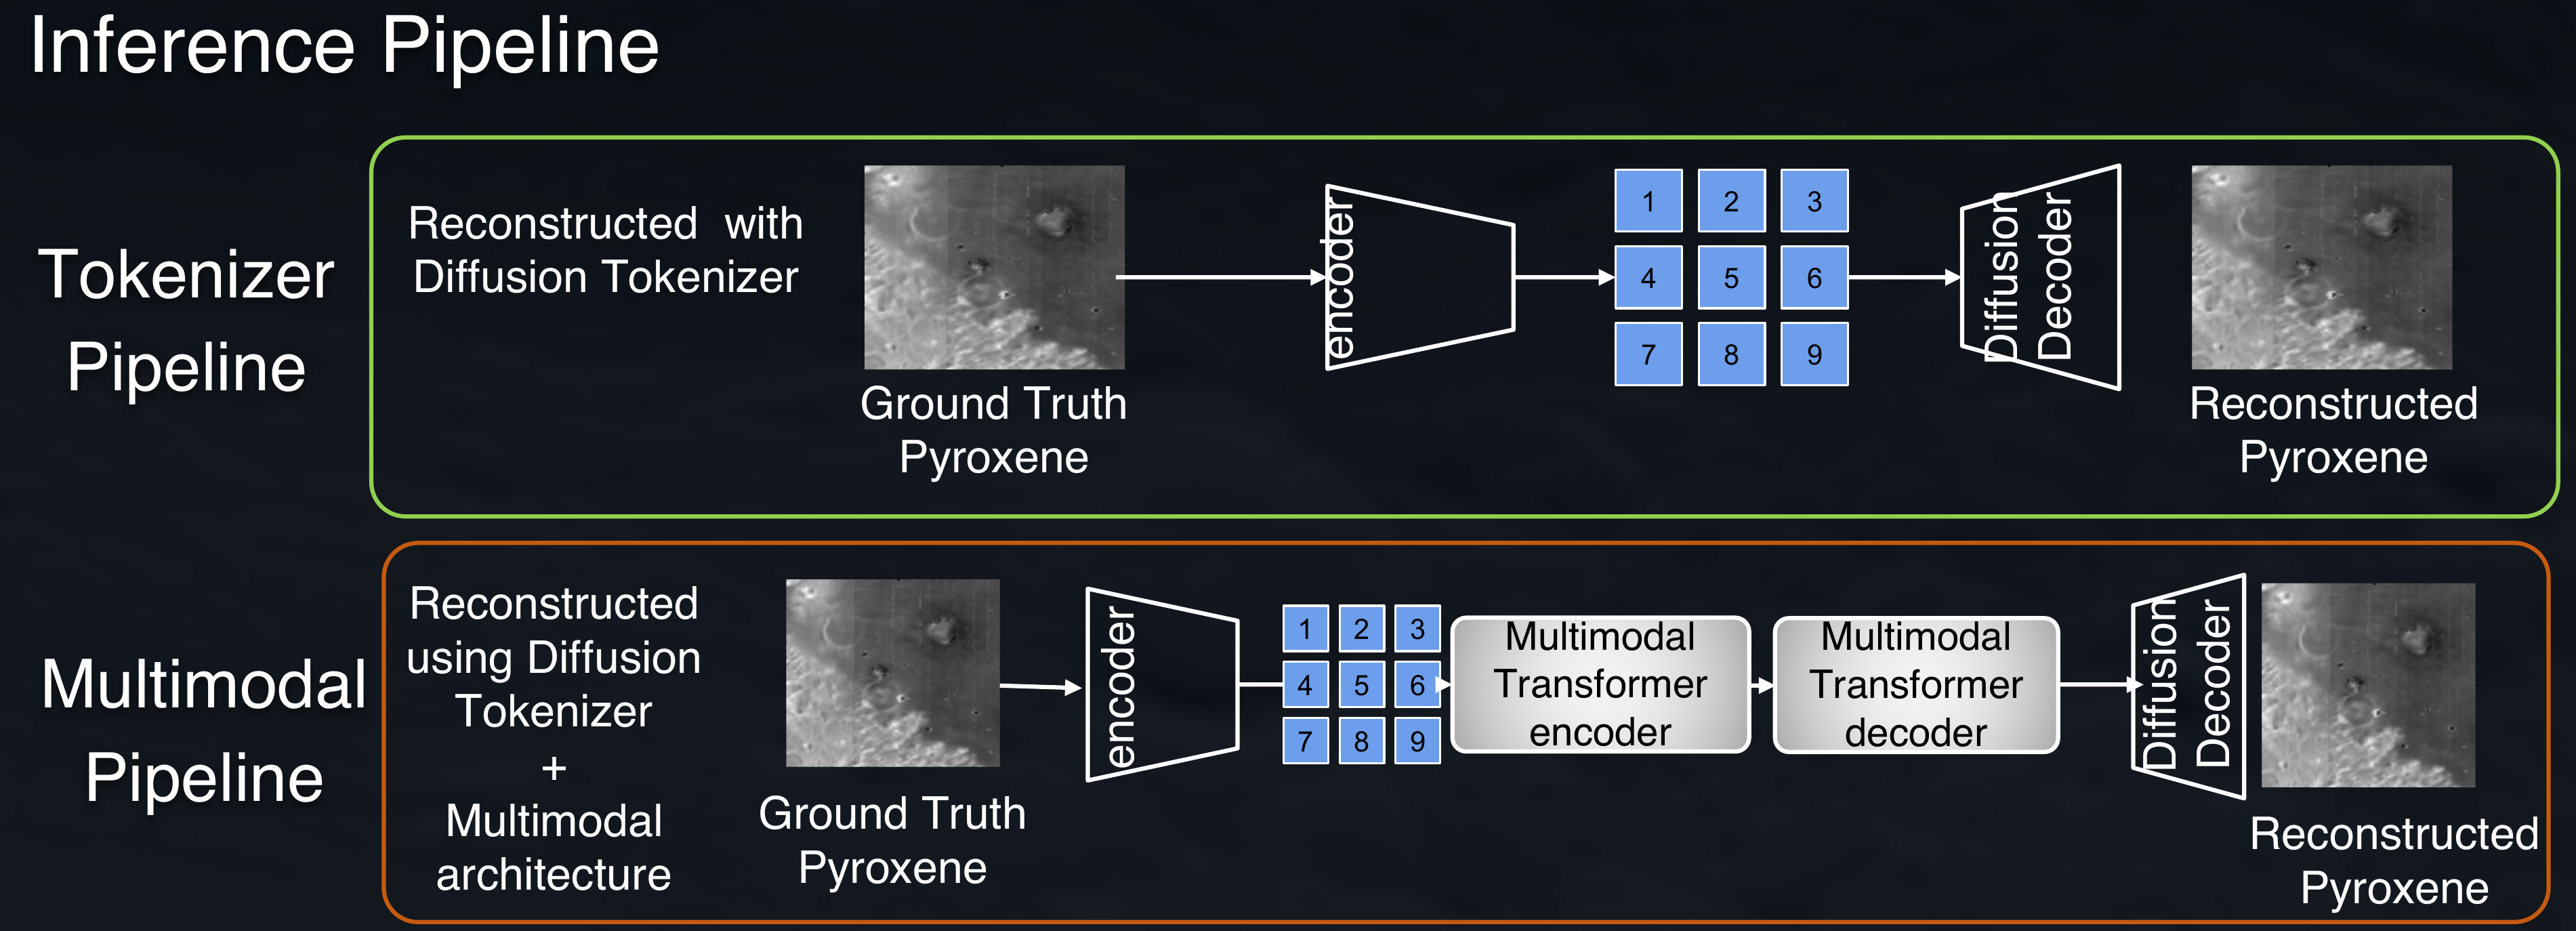 Inference Pipeline
Tokenizer
Pipeline
Reconstructed with
Diffusion Tokenizer
Ground Truth
Pyroxene
encoder
1 2 3
4 5 6
7 8 9
Diffusion
Decoder
Reconstructed
Pyroxene
Multimodal
Pipeline
Reconstructed
using Diffusion
Tokenizer
+
Multimodal
architecture
Ground Truth
Pyroxene
encoder
1 2 3
4 5 6
7 8 9
Multimodal
Transformer
encoder
Multimodal
Transformer
decoder
Diffusion
Decoder
Reconstructed
Pyroxene